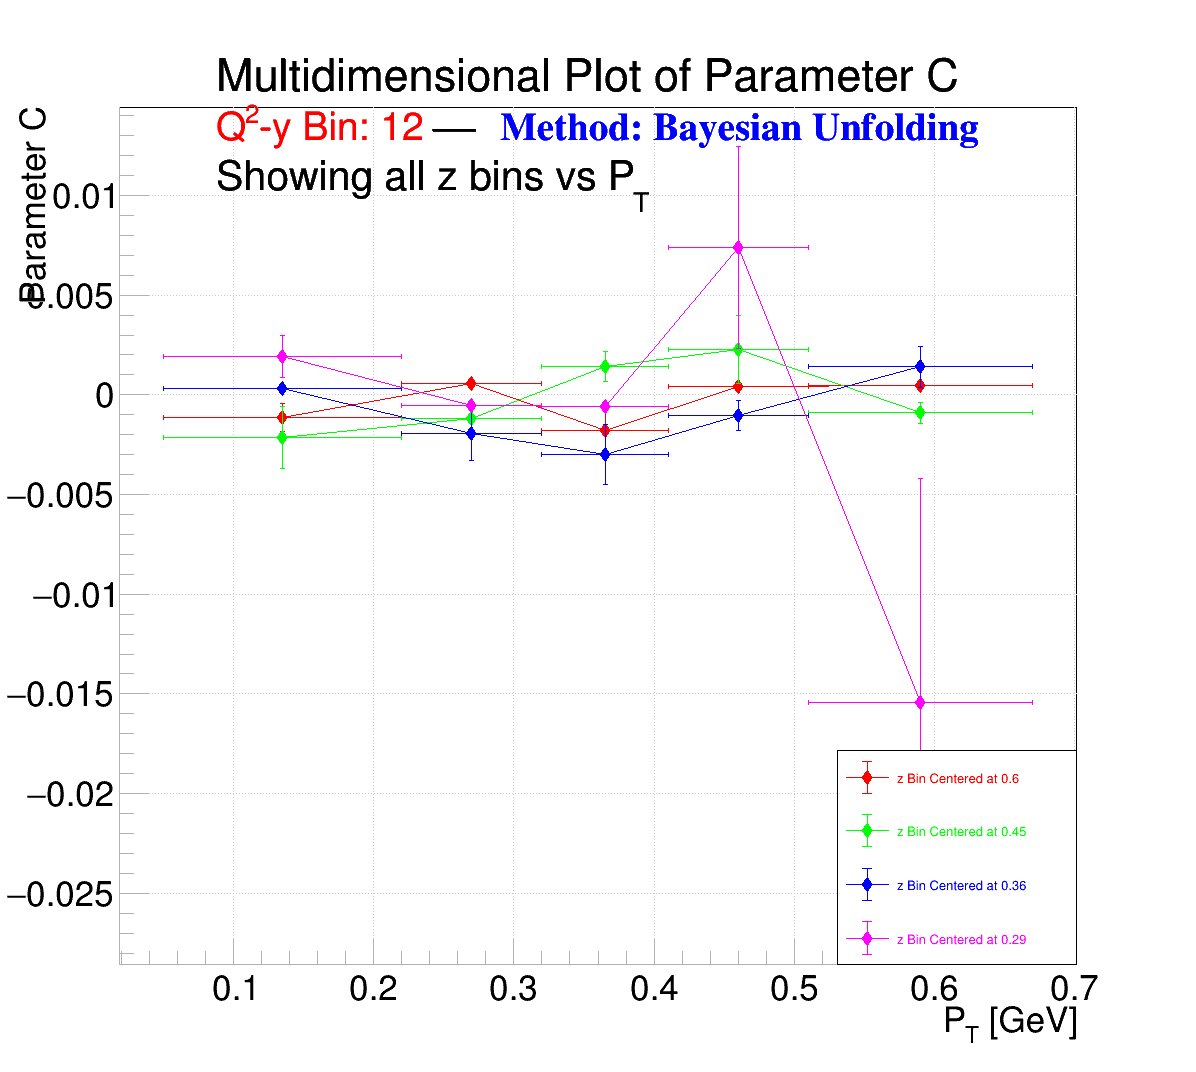 Multidimensional Plot of Parameter C
Q²-y Bin: 12 — Method: Bayesian Unfolding
Showing all z bins vs P_T
Parameter C
0.01
0.005
0
−0.005
−0.01
−0.015
−0.02
−0.025
z Bin Centered at 0.6
z Bin Centered at 0.45
z Bin Centered at 0.36
z Bin Centered at 0.29
0.1 0.2 0.3 0.4 0.5 0.6 0.7
P_T [GeV]